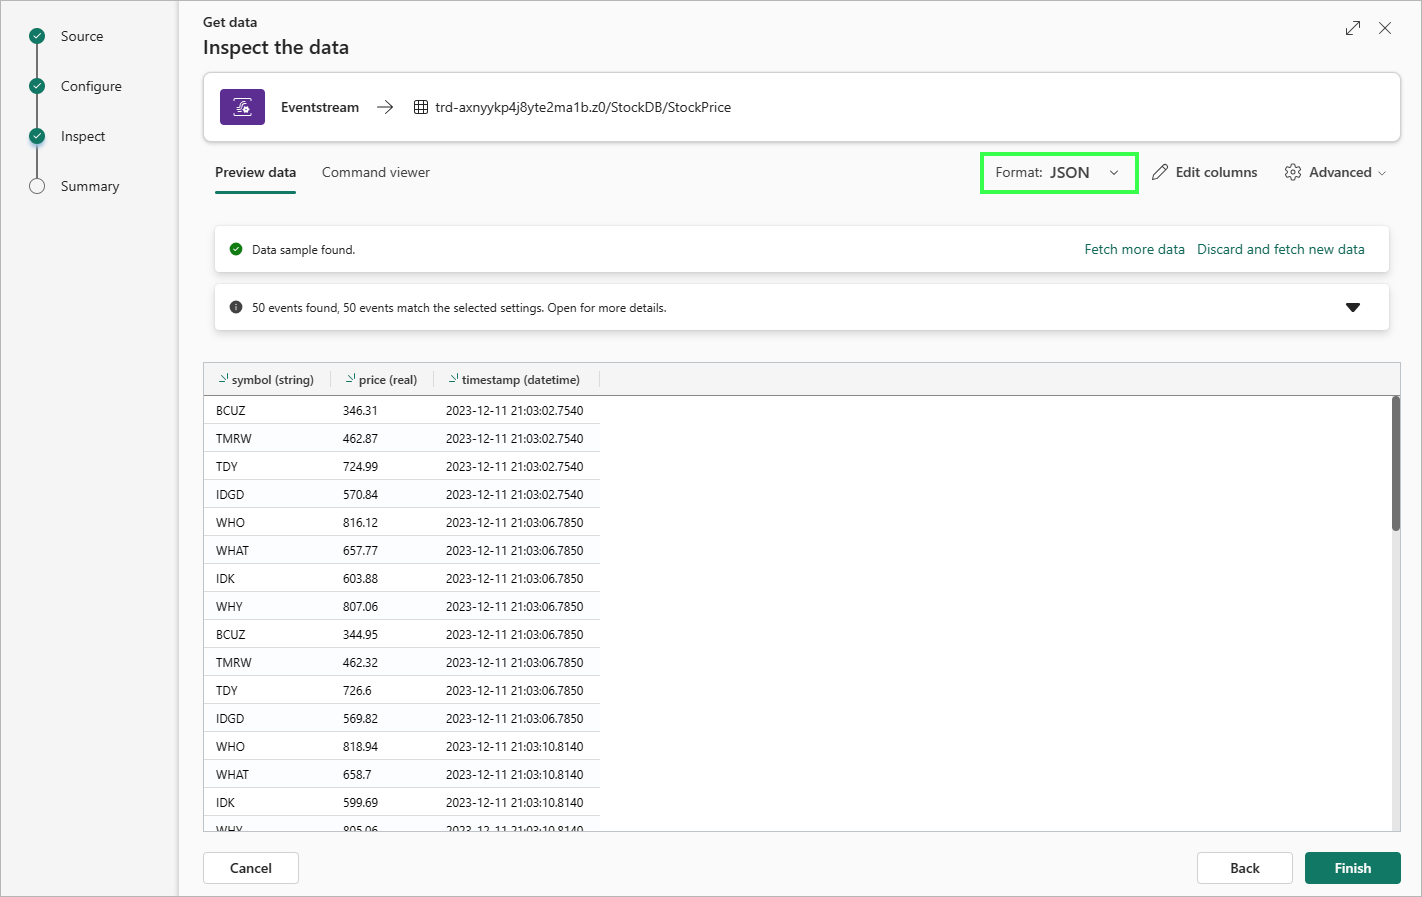 Source
Configure
Inspect
Summary
Get data
Inspect the data
Eventstream
trd-axnyykp4j8yte2ma1b.z0/StockDB/StockPrice
Preview data Command viewer Format: JSON Edit columns Advanced
Data sample found. Fetch more data Discard and fetch new data
50 events found, 50 events match the selected settings. Open for more details.
symbol (string) price (real) timestamp (datetime)
BCUZ 346.31 2023-12-11 21:03:02.7540
TMRW 462.87 2023-12-11 21:03:02.7540
TDY 724.99 2023-12-11 21:03:02.7540
IDGD 570.84 2023-12-11 21:03:02.7540
WHO 816.12 2023-12-11 21:03:06.7850
WHAT 657.77 2023-12-11 21:03:06.7850
IDK 603.88 2023-12-11 21:03:06.7850
WHY 807.06 2023-12-11 21:03:06.7850
BCUZ 344.95 2023-12-11 21:03:06.7850
TMRW 462.32 2023-12-11 21:03:06.7850
TDY 726.6 2023-12-11 21:03:06.7850
IDGD 569.82 2023-12-11 21:03:06.7850
WHO 818.94 2023-12-11 21:03:10.8140
WHAT 658.7 2023-12-11 21:03:10.8140
IDK 599.69 2023-12-11 21:03:10.8140
WHY 805.06 2023-12-11 21:03:10.8140
Cancel Back Finish